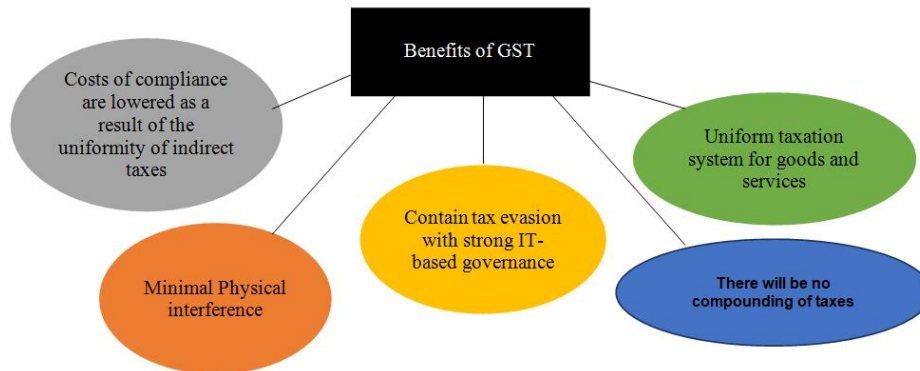 Benefits of GST
Costs of compliance
are lowered as a
result of the
uniformity of indirect
taxes
Uniform taxation
system for goods and
services
Contain tax evasion
with strong IT-
based governance
Minimal Physical
interference
There will be no
compounding of taxes